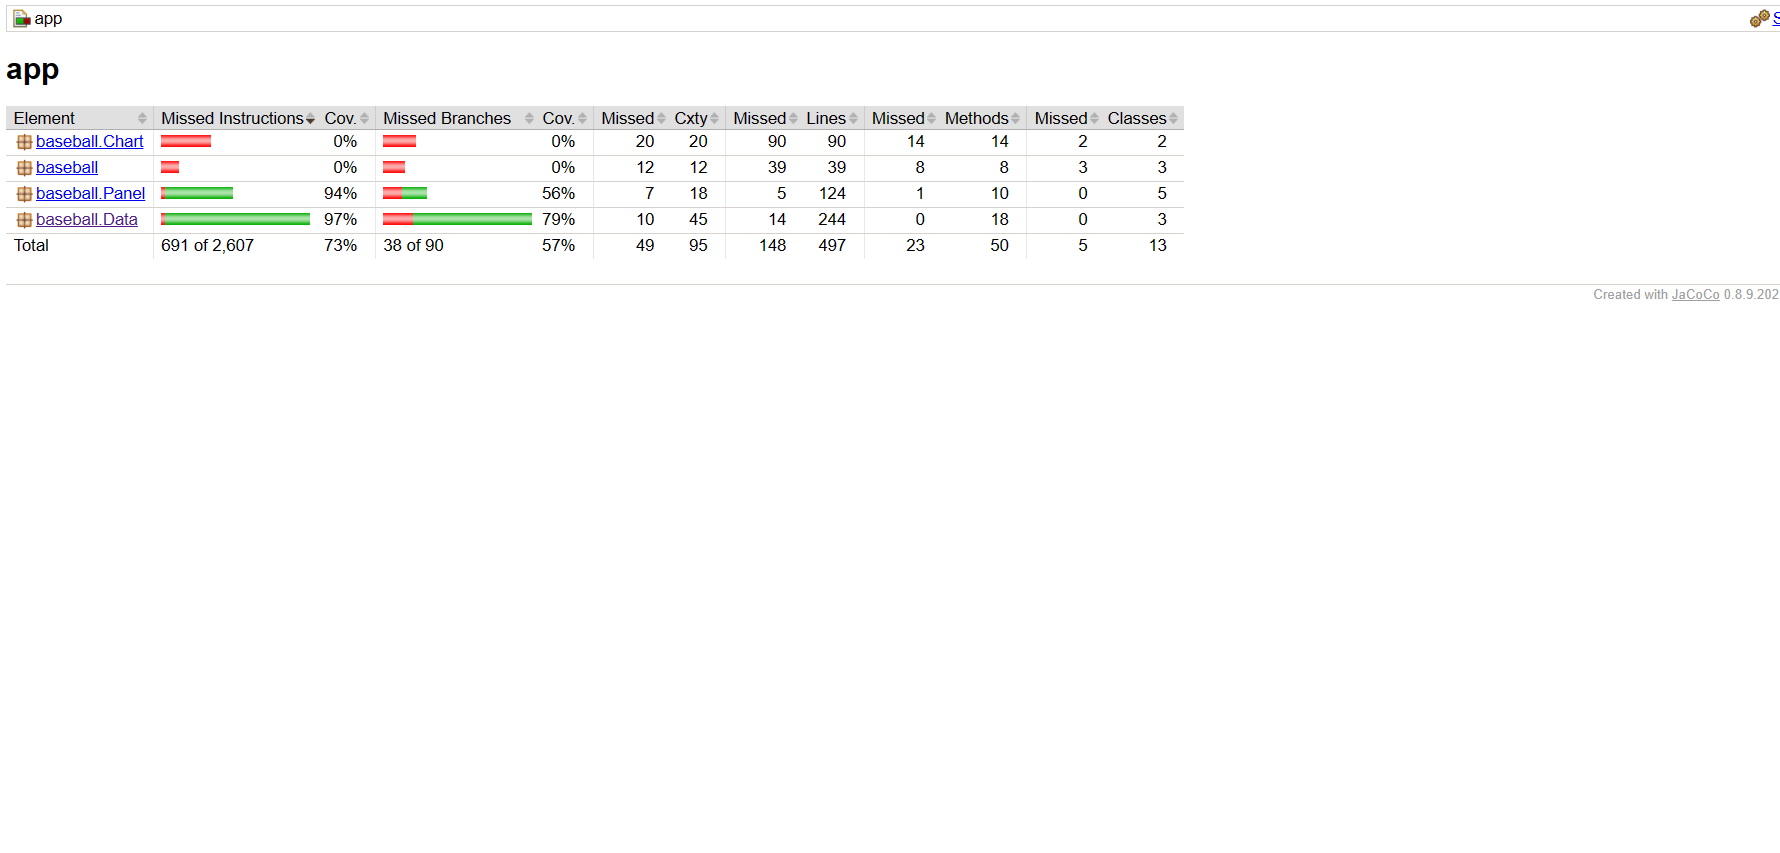 app S
app
Element Missed Instructions Cov. Missed Branches Cov. Missed Cxty Missed Lines Missed Methods Missed Classes
baseball.Chart 0% 0% 20 20 90 90 14 14 2 2
baseball 0% 0% 12 12 39 39 8 8 3 3
baseball.Panel 94% 56% 7 18 5 124 1 10 0 5
baseball.Data 97% 79% 10 45 14 244 0 18 0 3
Total 691 of 2,607 73% 38 of 90 57% 49 95 148 497 23 50 5 13
Created with JaCoCo 0.8.9.202